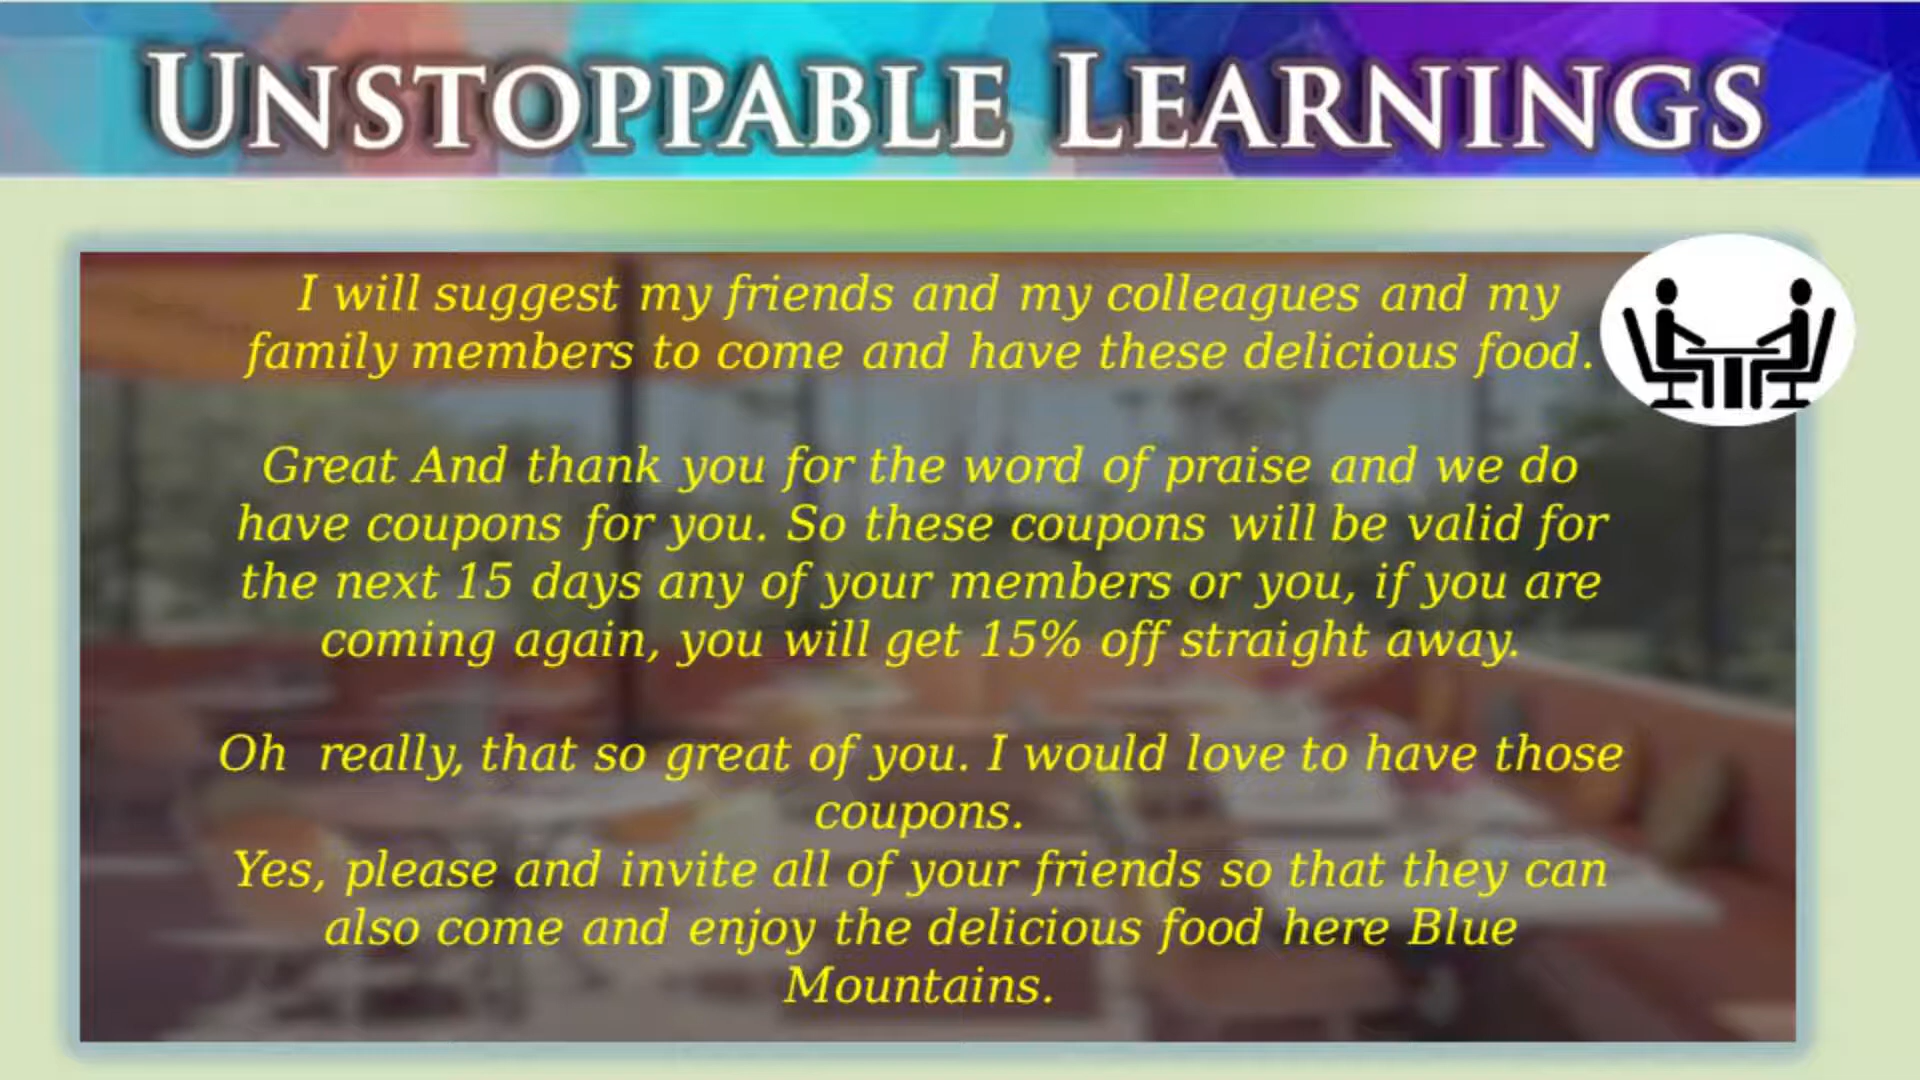 UNSTOPPABLE LEARNINGS
I will suggest my friends and my colleagues and my
family members to come and have these delicious food.
Great And thank you for the word of praise and we do
have coupons for you. So these coupons will be valid for
the next 15 days any of your members or you, if you are
coming again, you will get 15% off straight away.
Oh really, that so great of you. I would love to have those
coupons.
Yes, please and invite all of your friends so that they can
also come and enjoy the delicious food here Blue
Mountains.